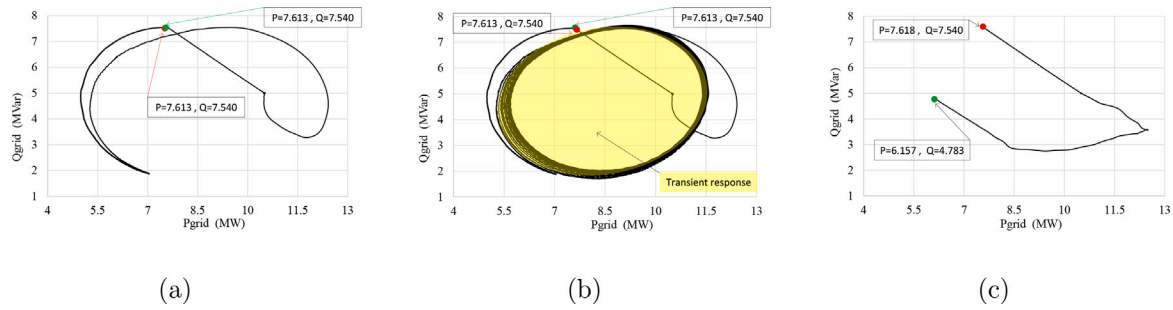 P=7.613 , Q=7.540
P=7.613 , Q=7.540
Qgrid (MVar)
8
7
6
5
4
3
2
1
4
5.5
7
8.5
10
11.5
13
Pgrid (MW)
(a)
P=7.613 , Q=7.540
P=7.613 , Q=7.540
Transient response
Qgrid (MVar)
8
7
6
5
4
3
2
1
4
5.5
7
8.5
10
11.5
13
Pgrid (MW)
(b)
P=7.618 , Q=7.540
P=6.157 , Q=4.783
Qgrid (MVar)
8
7
6
5
4
3
2
1
4
5.5
7
8.5
10
11.5
13
Pgrid (MW)
(c)